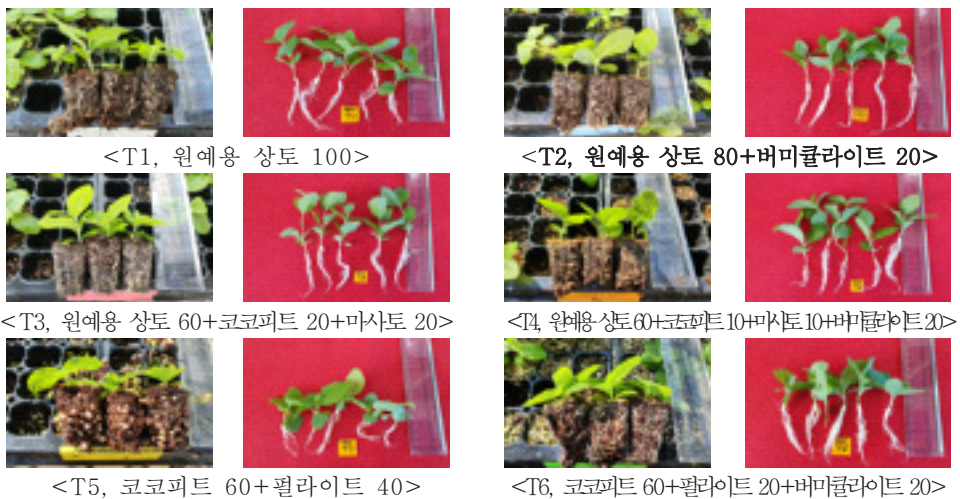 <T1, 원예용 상토 100>
<T2, 원예용 상토 80+버미큘라이트 20>
<T3, 원예용 상토 60+코코피트 20+마사토 20>
<T4, 원예용 상토 60+코코피트 10+마사토 10+버미큘라이트 20>
<T5, 코코피트 60+펄라이트 40>
<T6, 코코피트 60+펄라이트 20+버미큘라이트 20>